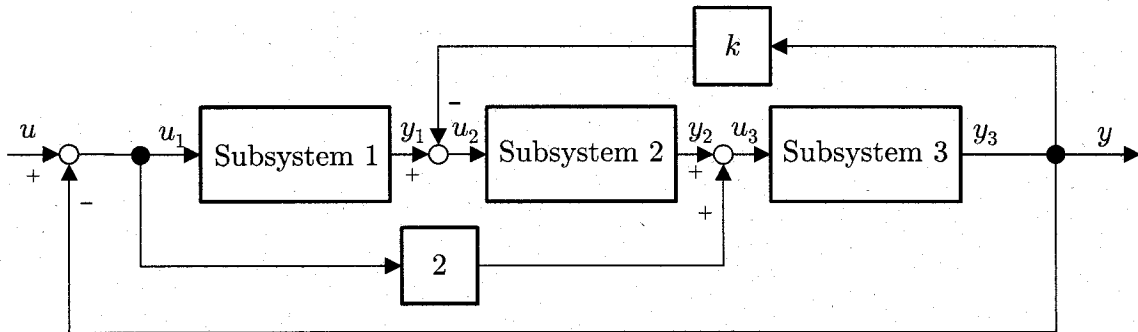 k
−
u
u₁
Subsystem 1
y₁
u₂
Subsystem 2
y₂
u₃
Subsystem 3
y₃
y
+
−
+
+
+
2